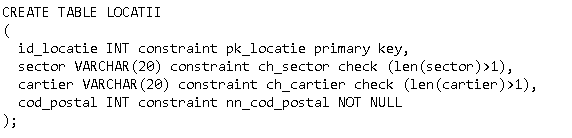 CREATE TABLE LOCATII
(
  id_locatie INT constraint pk_locatie primary key,
  sector VARCHAR(20) constraint ch_sector check (len(sector)>1),
  cartier VARCHAR(20) constraint ch_cartier check (len(cartier)>1),
  cod_postal INT constraint nn_cod_postal NOT NULL
);